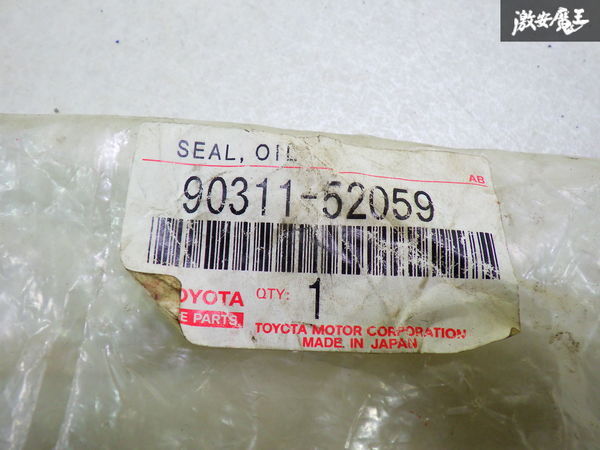 激安魔王
SEAL, OIL
AB
90311-52059
TOYOTA
QTY: 1
PARTS
TOYOTA MOTOR CORPORATION
MADE IN JAPAN